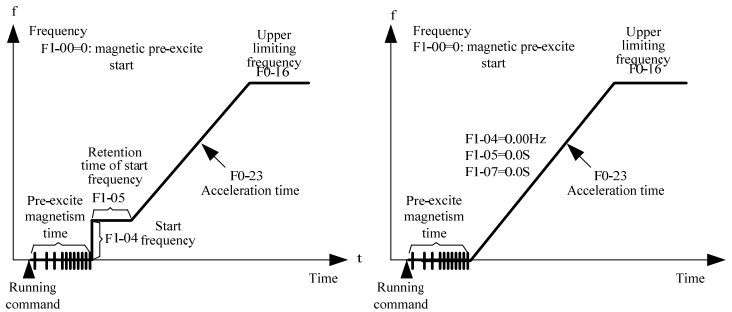 f
Frequency
F1-00=0: magnetic pre-excite
start
Upper
limiting
frequency
F0-16
Retention
time of start
frequency
F1-05
F0-23
Acceleration time
Pre-excite
magnetism
time
F1-04
Start
frequency
t
Time
Running
command
f
Frequency
F1-00=0: magnetic pre-excite
start
Upper
limiting
frequency
F0-16
F1-04=0.00Hz
F1-05=0.0S
F1-07=0.0S
F0-23
Acceleration time
Pre-excite
magnetism
time
Time
Running
command